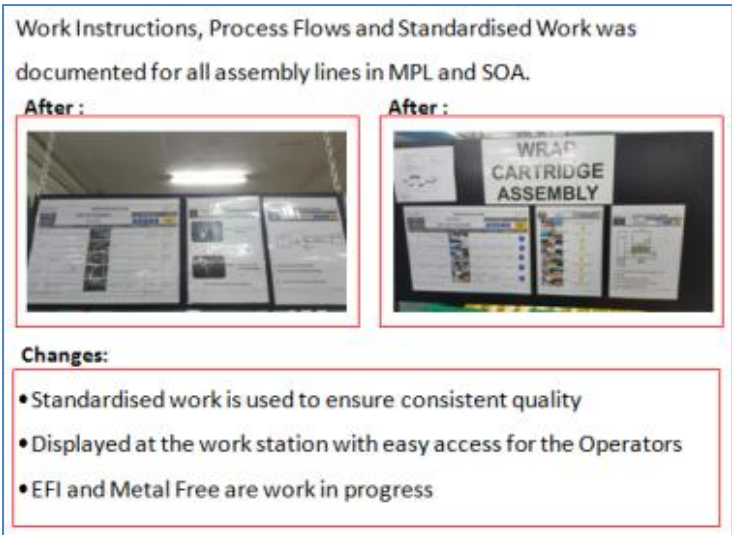 Work Instructions, Process Flows and Standardised Work was
documented for all assembly lines in MPL and SOA.
After :
After :
WRAP
CARTRIDGE
ASSEMBLY
Changes:
•Standardised work is used to ensure consistent quality
•Displayed at the work station with easy access for the Operators
•EFI and Metal Free are work in progress